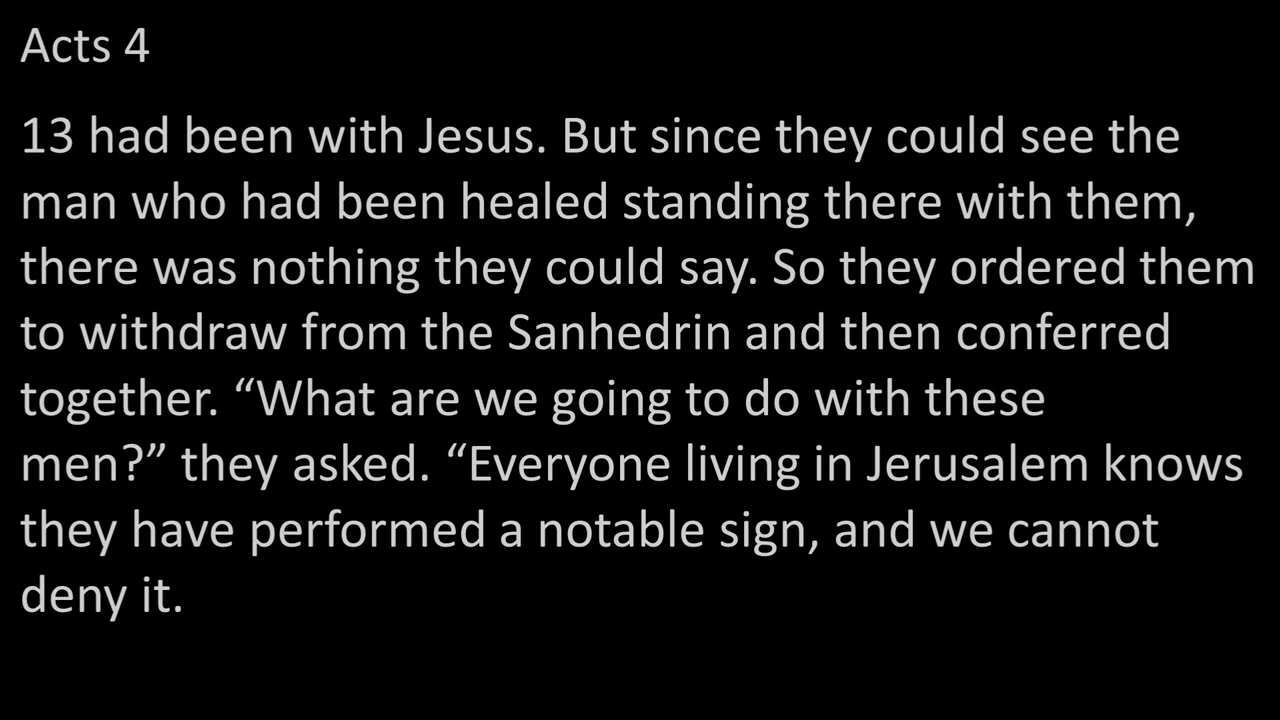 Acts 4
13 had been with Jesus. But since they could see the
man who had been healed standing there with them,
there was nothing they could say. So they ordered them
to withdraw from the Sanhedrin and then conferred
together. “What are we going to do with these
men?” they asked. “Everyone living in Jerusalem knows
they have performed a notable sign, and we cannot
deny it.